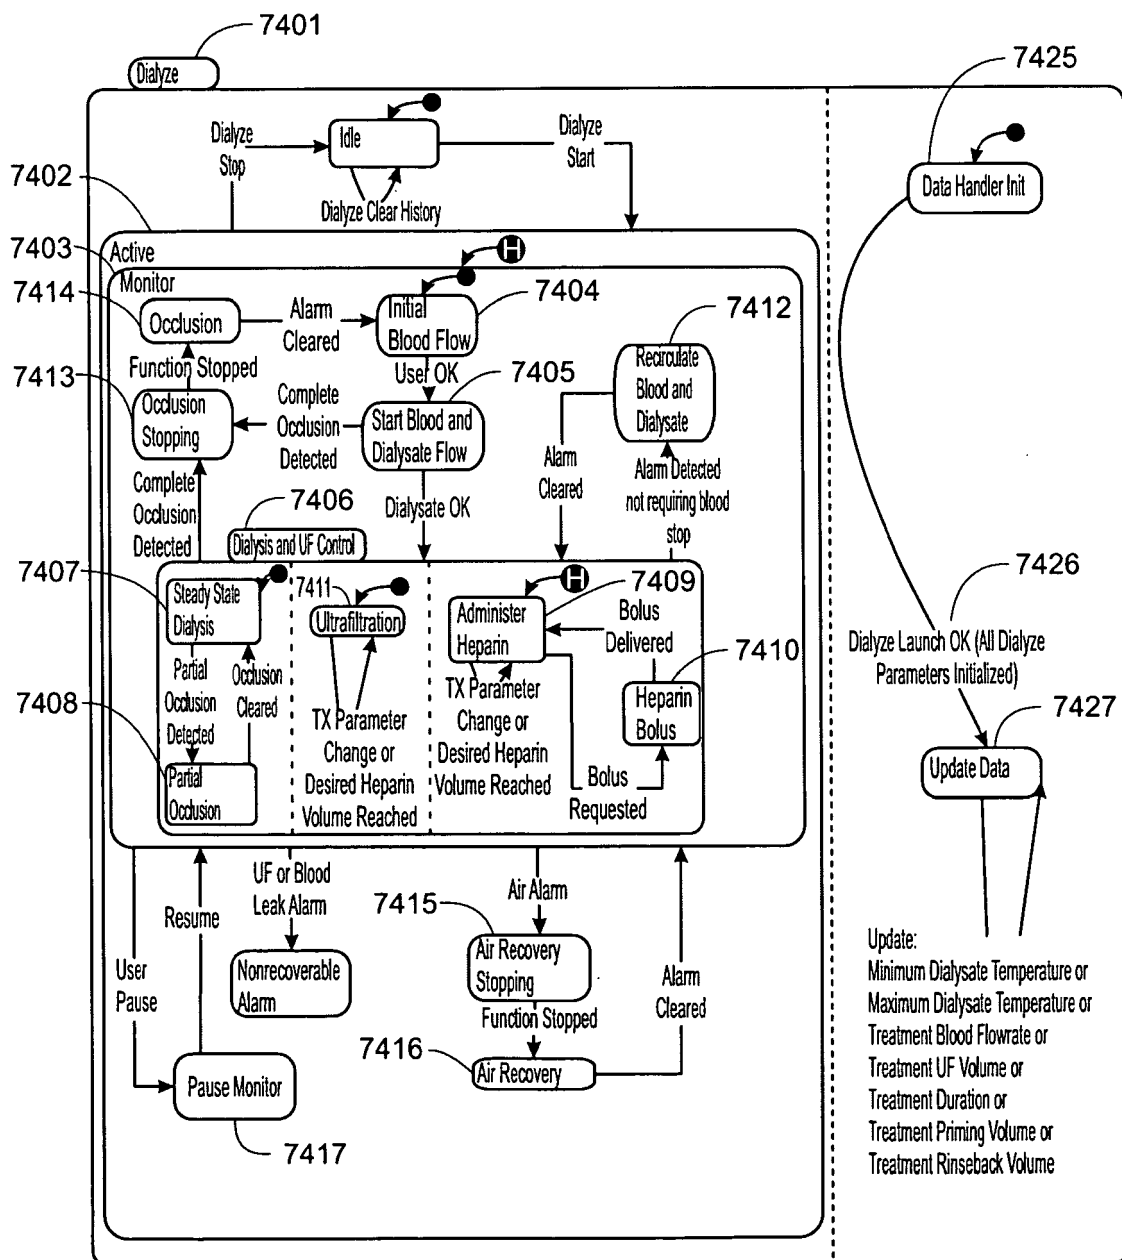 7401
Dialyze
7425
Idle
Dialyze
Stop
Dialyze
Start
Data Handler Init
7402
Dialyze Clear History
7403
Active
H
Monitor
7414
Occlusion
Alarm
Cleared
Initial
Blood Flow
7404
7412
Function Stopped
User OK
Recirculate
Blood and
Dialysate
7413
Occlusion
Stopping
Complete
Occlusion
Detected
Start Blood and
Dialysate Flow
7405
Complete
Occlusion
Detected
7406
Dialysate OK
Alarm
Cleared
Alarm Detected
not requiring blood
stop
Dialysis and UF Control
7407
Steady State
Dialysis
7411
Ultrafiltration
H
Administer
Heparin
7409
Bolus
Delivered
7410
7426
Dialyze Launch OK (All Dialyze
Parameters Initialized)
7408
Partial
Occlusion
Detected
Occlusion
Cleared
TX Parameter
Change or
Desired Heparin
Volume Reached
TX Parameter
Change or
Desired Heparin
Volume Reached
Heparin
Bolus
7427
Update Data
Partial
Occlusion
Bolus
Requested
UF or Blood
Leak Alarm
Air Alarm
Resume
7415
Air Recovery
Stopping
User
Pause
Nonrecoverable
Alarm
Alarm
Cleared
Function Stopped
7416
Air Recovery
Pause Monitor
7417
Update:
Minimum Dialysate Temperature or
Maximum Dialysate Temperature or
Treatment Blood Flowrate or
Treatment UF Volume or
Treatment Duration or
Treatment Priming Volume or
Treatment Rinseback Volume